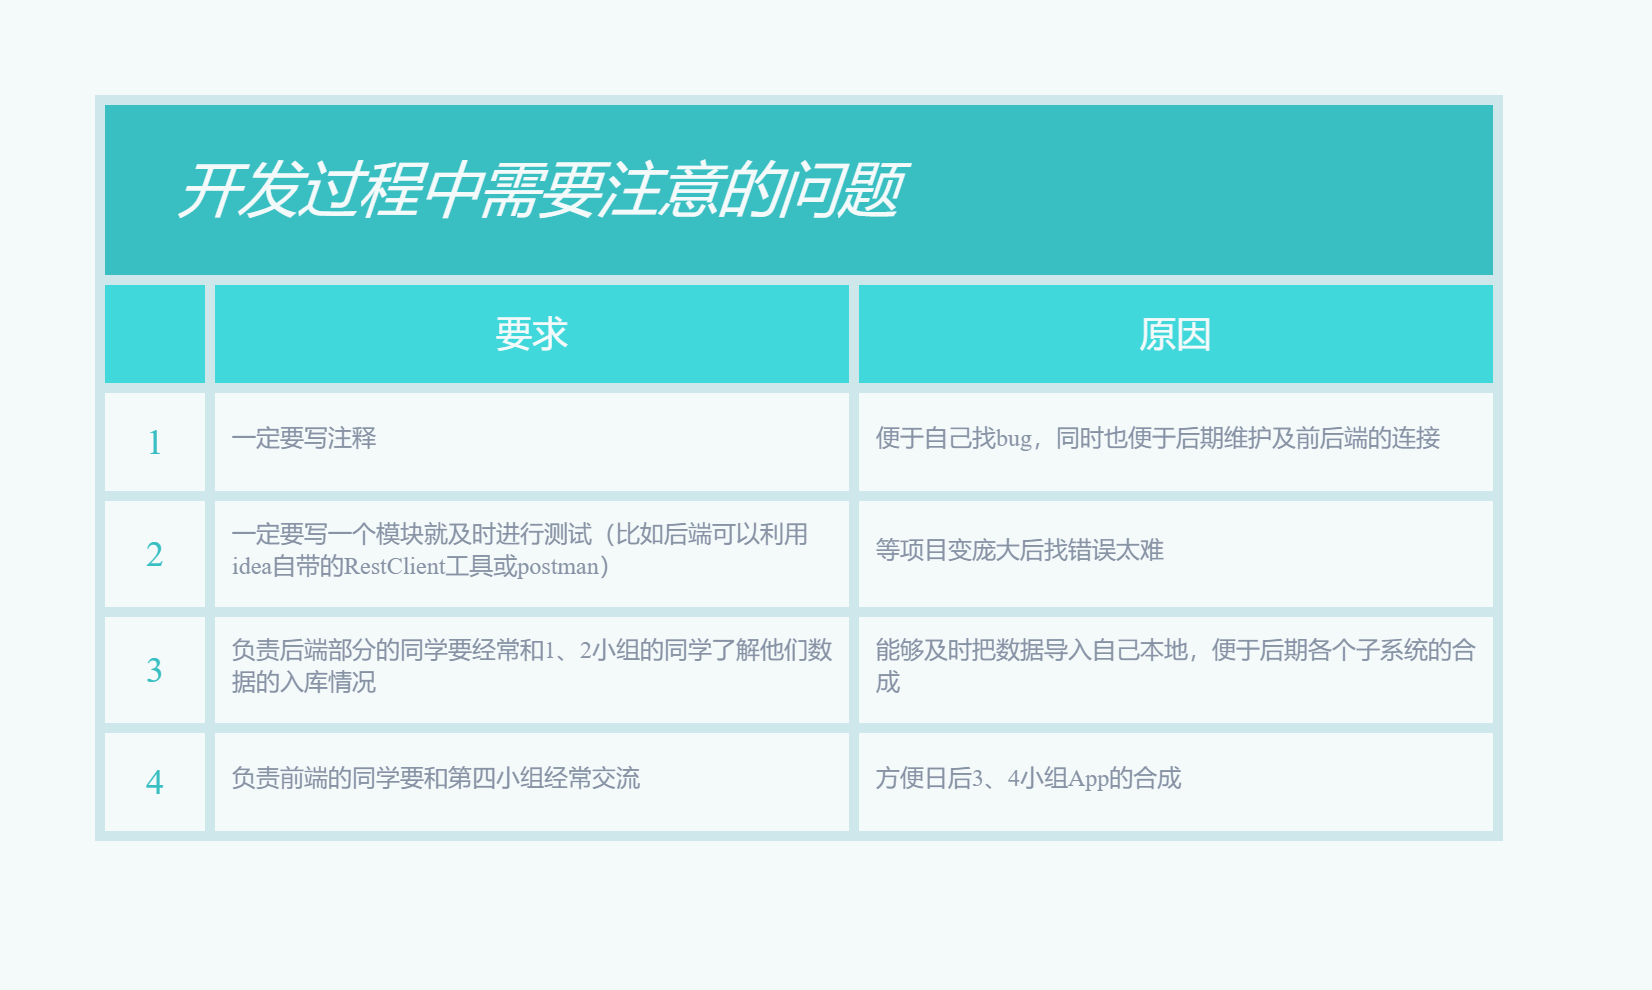 开发过程中需要注意的问题
要求
原因
1
一定要写注释
便于自己找bug，同时也便于后期维护及前后端的连接
2
一定要写一个模块就及时进行测试（比如后端可以利用
idea自带的RestClient工具或postman）
等项目变庞大后找错误太难
3
负责后端部分的同学要经常和1、2小组的同学了解他们数
据的入库情况
能够及时把数据导入自己本地，便于后期各个子系统的合
成
4
负责前端的同学要和第四小组经常交流
方便日后3、4小组App的合成